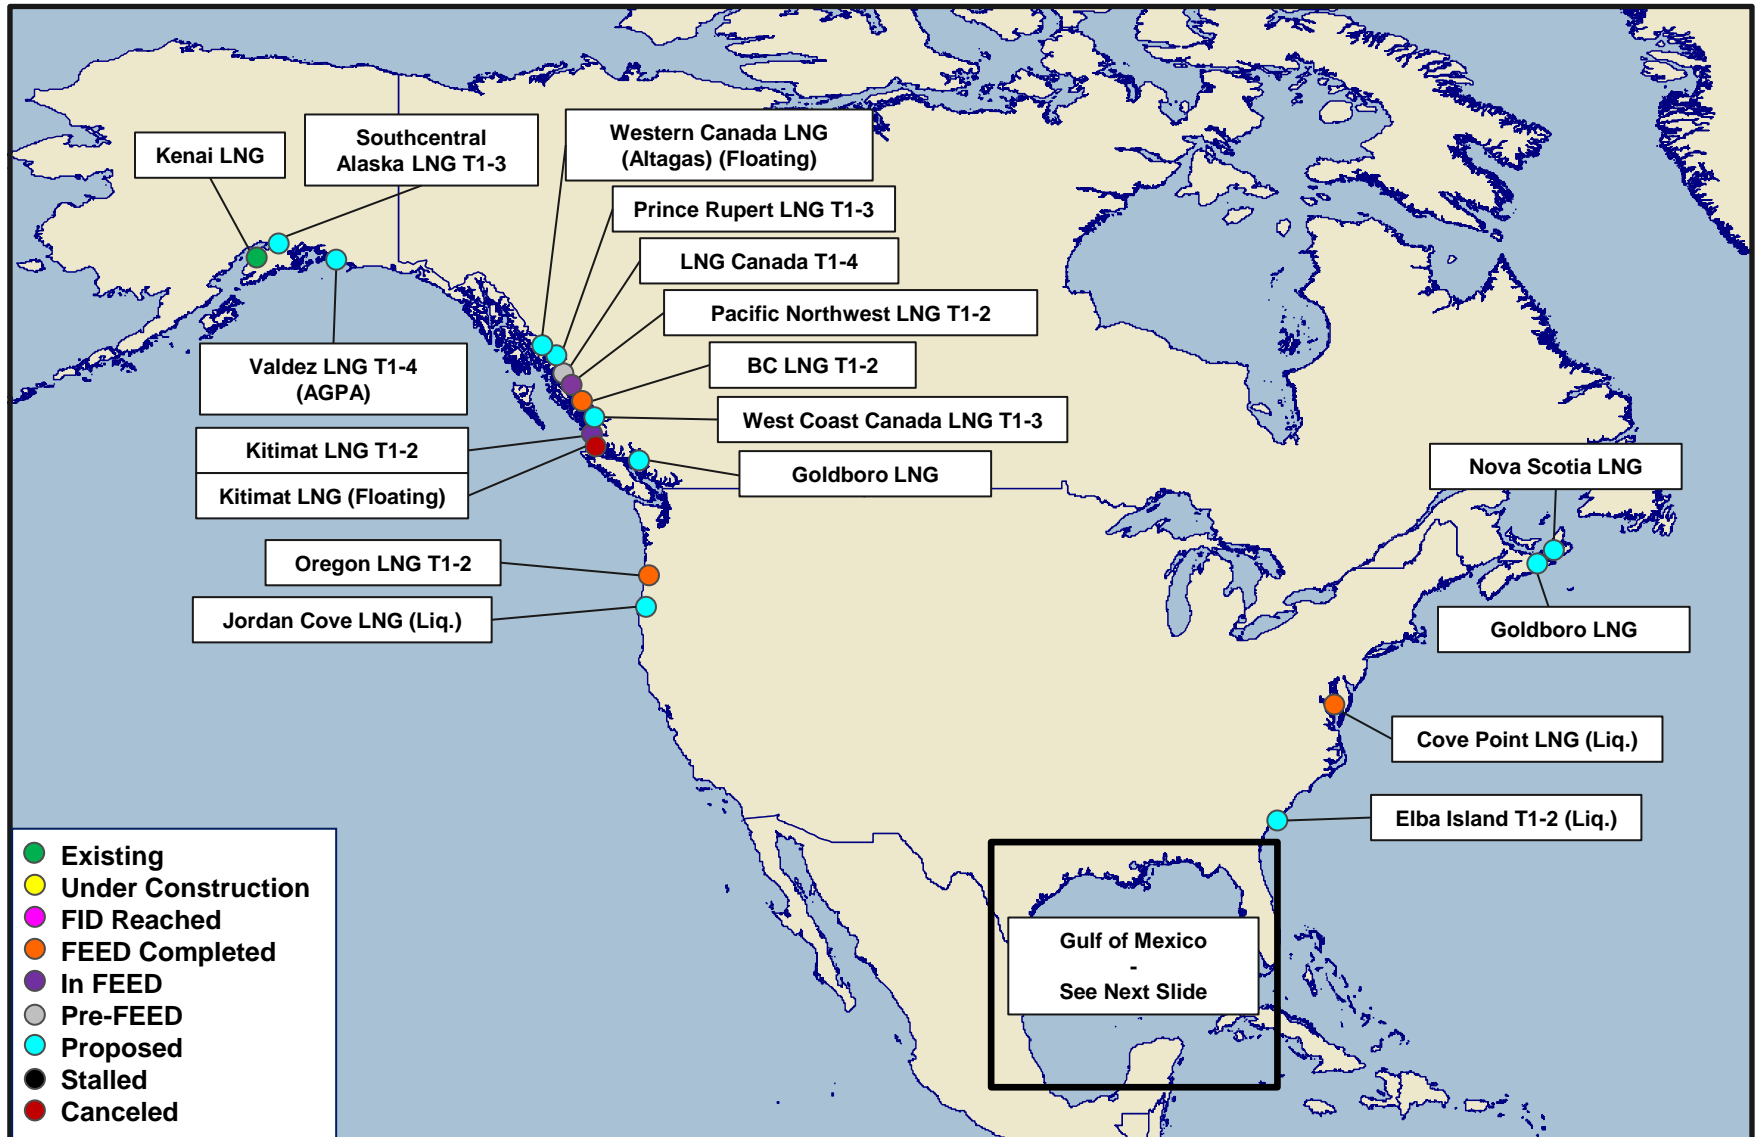 Kenai LNG
Southcentral
Alaska LNG T1-3
Western Canada LNG
(Altagas) (Floating)
Prince Rupert LNG T1-3
LNG Canada T1-4
Pacific Northwest LNG T1-2
BC LNG T1-2
West Coast Canada LNG T1-3
Goldboro LNG
Valdez LNG T1-4
(AGPA)
Kitimat LNG T1-2
Kitimat LNG (Floating)
Oregon LNG T1-2
Jordan Cove LNG (Liq.)
Nova Scotia LNG
Goldboro LNG
Cove Point LNG (Liq.)
Elba Island T1-2 (Liq.)
Gulf of Mexico
-
See Next Slide
Existing
Under Construction
FID Reached
FEED Completed
In FEED
Pre-FEED
Proposed
Stalled
Canceled